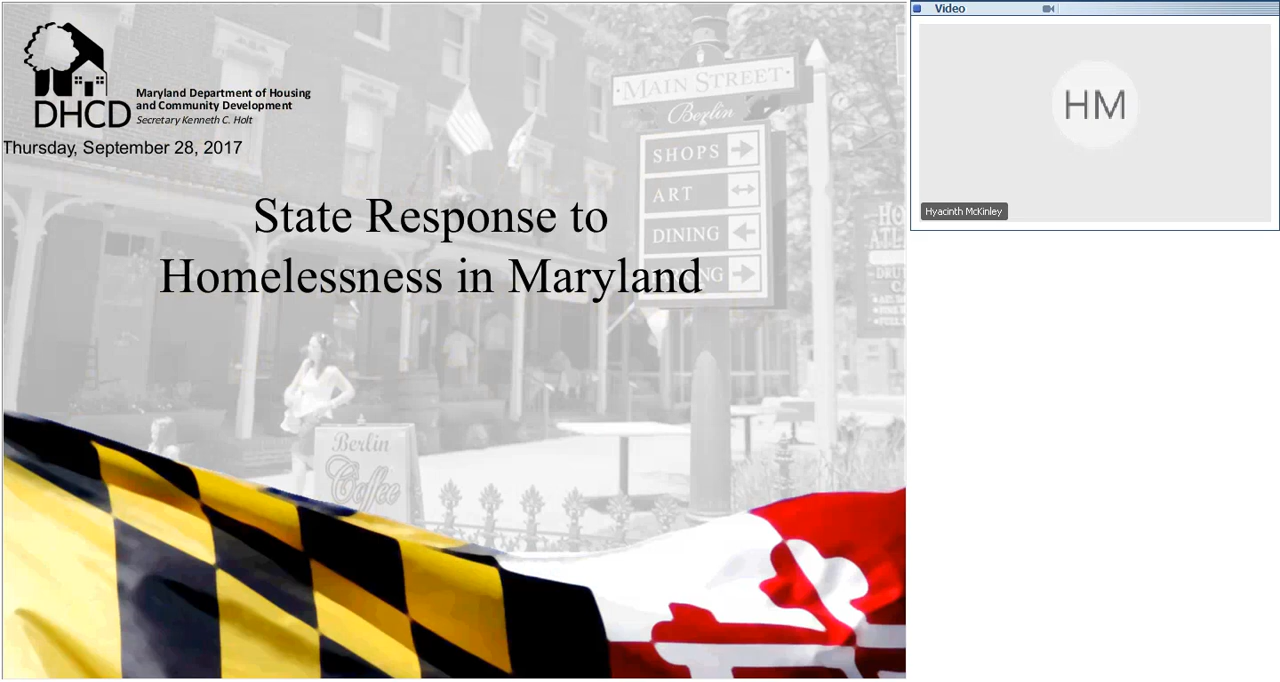 DHCD
Maryland Department of Housing
and Community Development
Secretary Kenneth C. Holt
Thursday, September 28, 2017
State Response to
Homelessness in Maryland
MAIN STREET
Berlin
SHOPS
ART
DINING
Berlin
Coffee
Video
HM
Hyacinth McKinley